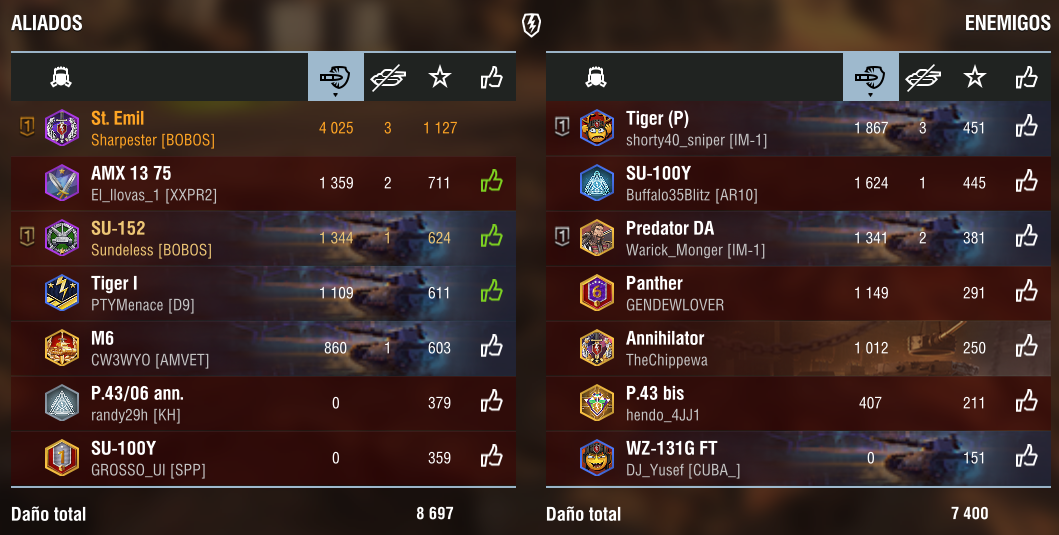 ALIADOS
ENEMIGOS
1
St. Emil
4 025 3 1 127
Sharpester [BOBOS]
AMX 13 75
1 359 2 711
El_llovas_1 [XXPR2]
1
SU-152
1 344 1 624
Sundeless [BOBOS]
Tiger I
1 109 611
PTYMenace [D9]
M6
860 1 603
CW3WYO [AMVET]
P.43/06 ann.
0 379
randy29h [KH]
SU-100Y
0 359
GROSSO_UI [SPP]
Daño total 8 697
1
Tiger (P)
1 867 3 451
shorty40_sniper [IM-1]
SU-100Y
1 624 1 445
Buffalo35Blitz [AR10]
1
Predator DA
1 341 2 381
Warick_Monger [IM-1]
6
Panther
1 149 291
GENDEWLOVER
Annihilator
1 012 250
TheChippewa
P.43 bis
407 211
hendo_4JJ1
WZ-131G FT
0 151
DJ_Yusef [CUBA_]
Daño total 7 400